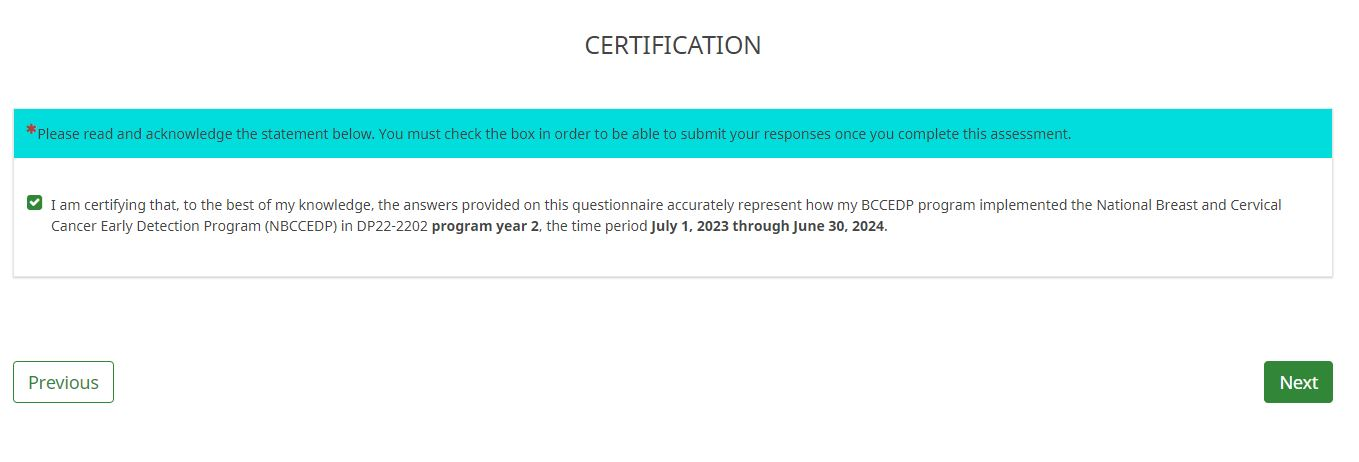 CERTIFICATION
*Please read and acknowledge the statement below. You must check the box in order to be able to submit your responses once you complete this assessment.
I am certifying that, to the best of my knowledge, the answers provided on this questionnaire accurately represent how my BCCEDP program implemented the National Breast and Cervical
Cancer Early Detection Program (NBCCEDP) in DP22-2202 program year 2, the time period July 1, 2023 through June 30, 2024.
Previous
Next